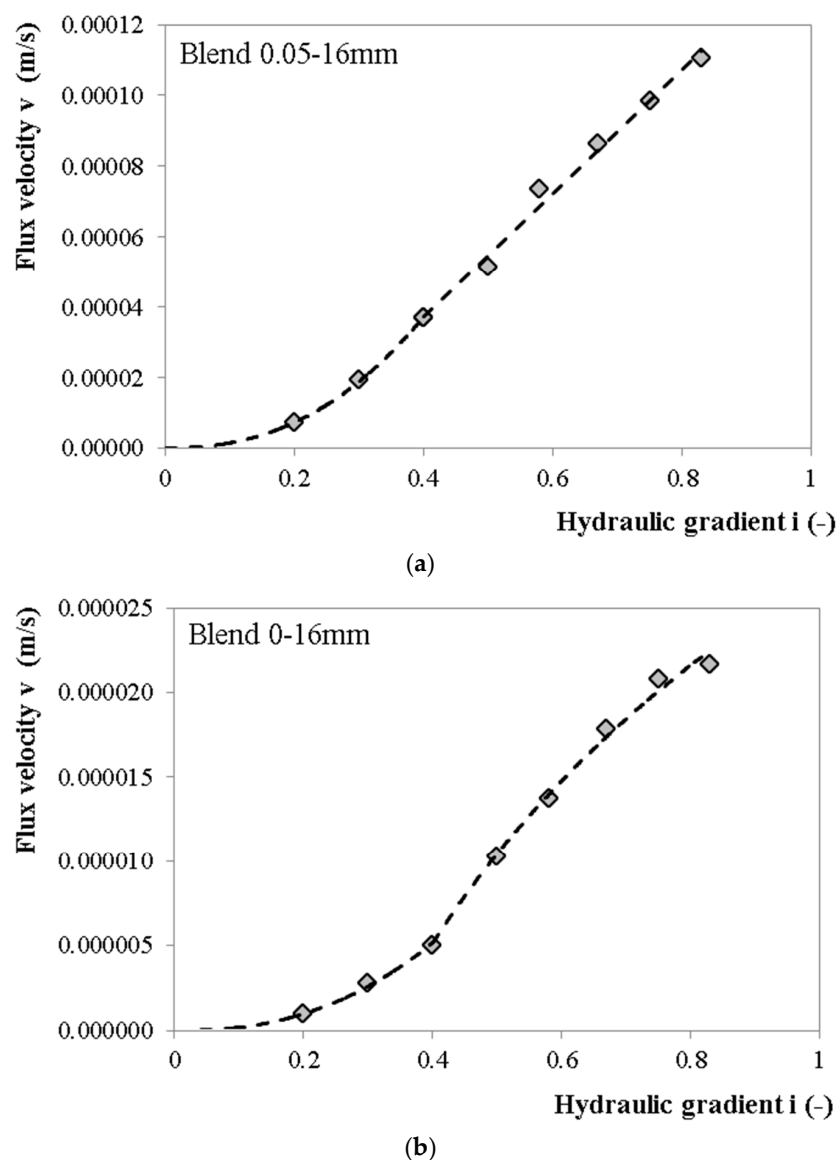 Flux velocity v (m/s)
Blend 0.05-16mm
0.00012
0.00010
0.00008
0.00006
0.00004
0.00002
0.00000
0 0.2 0.4 0.6 0.8 1
Hydraulic gradient i (-)
(a)
Flux velocity v (m/s)
Blend 0-16mm
0.000025
0.000020
0.000015
0.000010
0.000005
0.000000
0 0.2 0.4 0.6 0.8 1
Hydraulic gradient i (-)
(b)